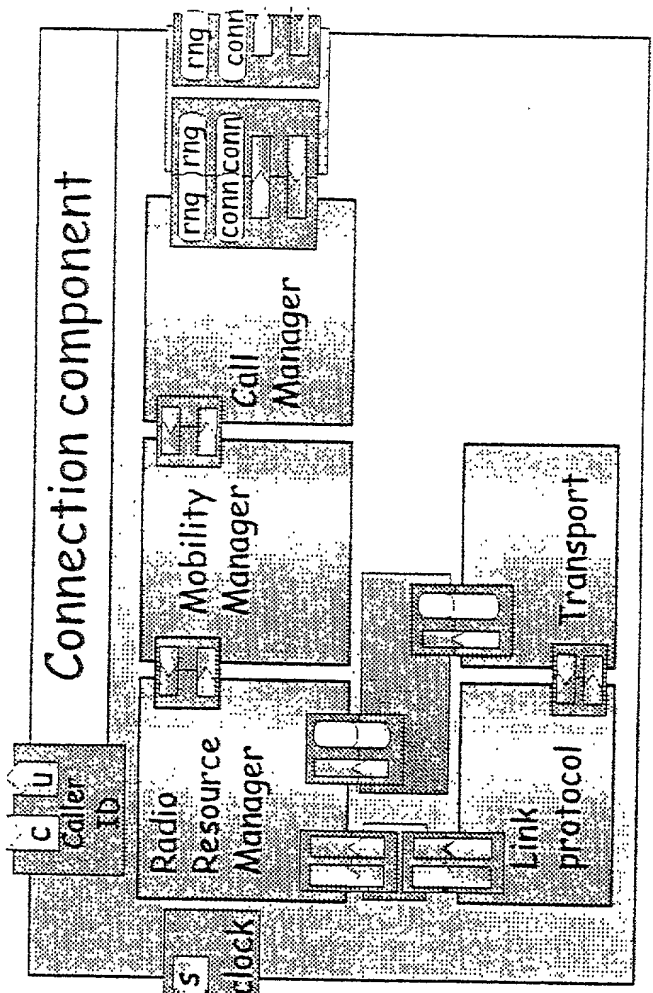 Connection component
c
u
Caller
ID
s
clock
Radio
Resource
Manager
Mobility
Manager
Call
Manager
rng
rng
conn
conn
rng
conn
Link
protocol
Transport